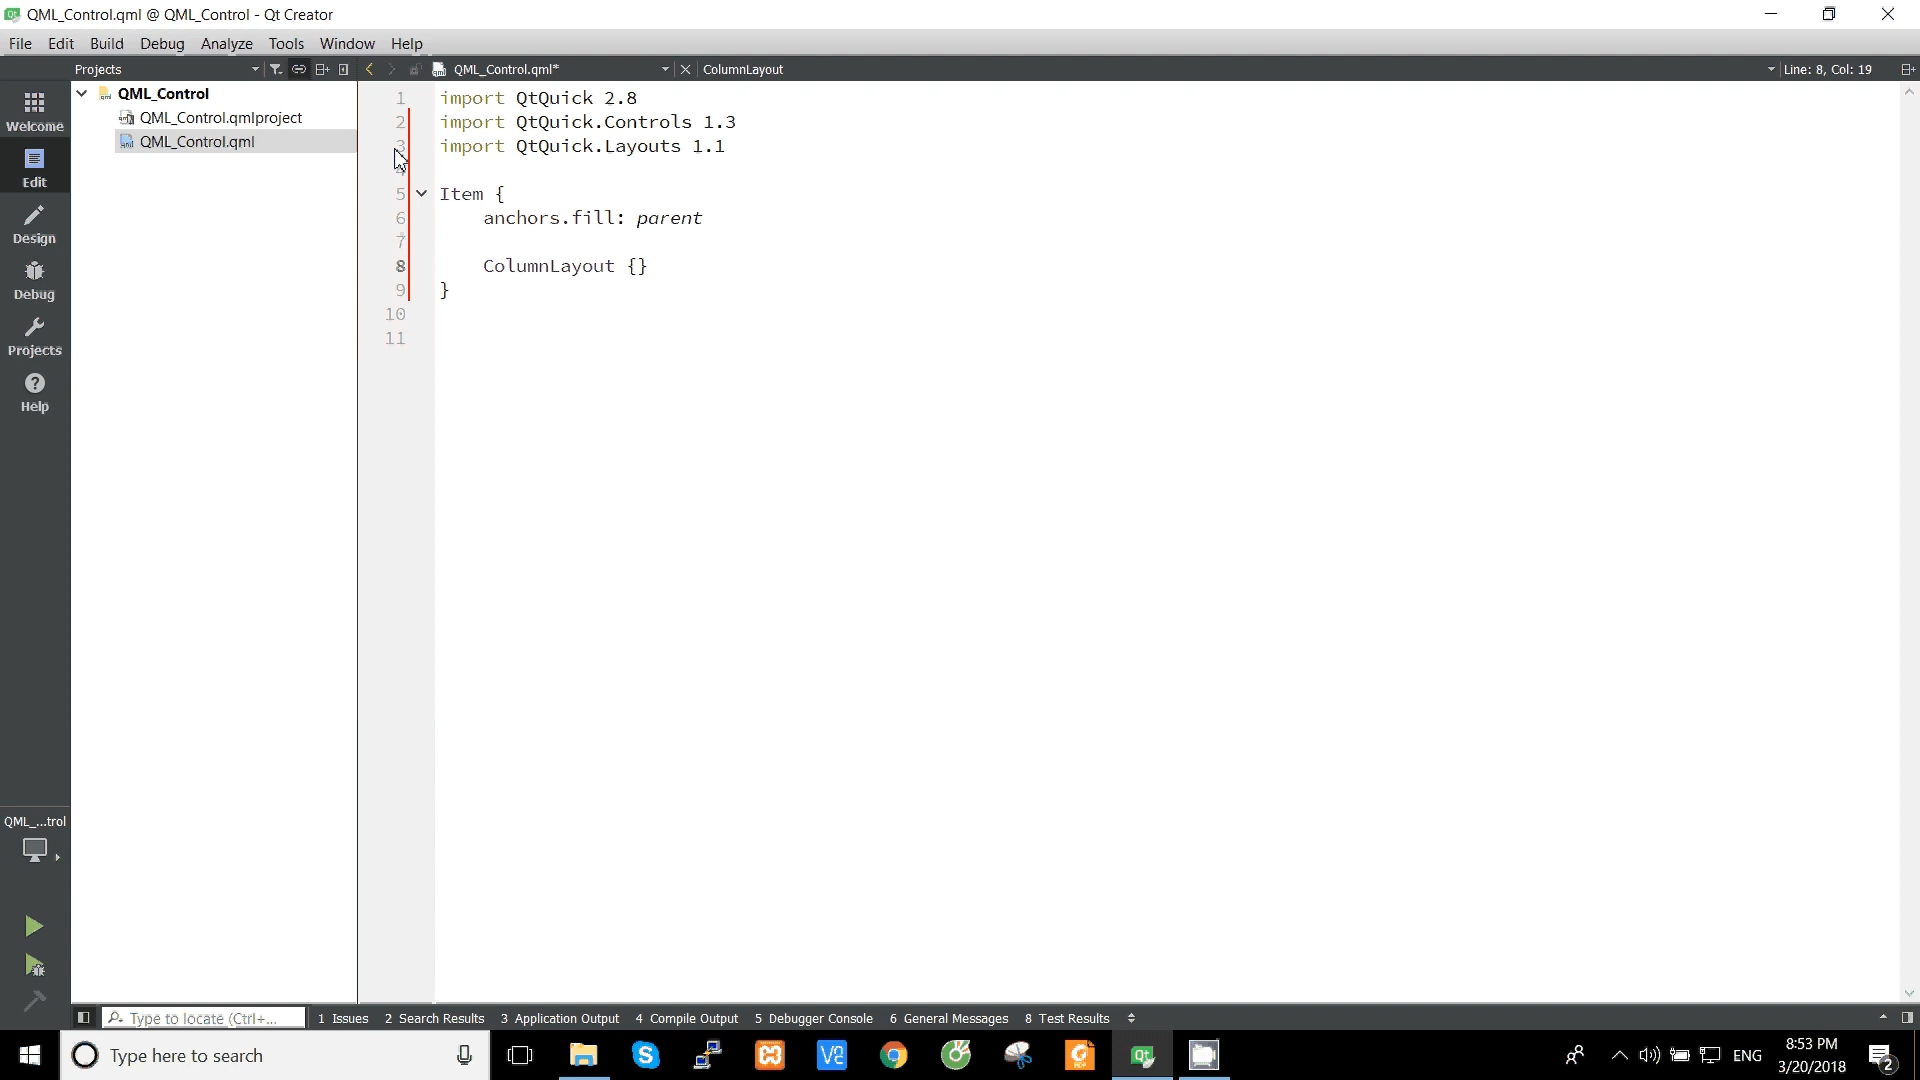 QML_Control.qml @ QML_Control - Qt Creator
File Edit Build Debug Analyze Tools Window Help
Projects QML_Control.qml* ColumnLayout Line: 8, Col: 19
Welcome
Edit
Design
Debug
Projects
Help
QML_Control
QML_Control.qmlproject
QML_Control.qml
1 import QtQuick 2.8
2 import QtQuick.Controls 1.3
3 import QtQuick.Layouts 1.1
4
5 Item {
6 anchors.fill: parent
7
8 ColumnLayout {}
9 }
10
11
QML_...trol
Type to locate (Ctrl+... 1 Issues 2 Search Results 3 Application Output 4 Compile Output 5 Debugger Console 6 General Messages 8 Test Results
Type here to search
ENG
8:53 PM
3/20/2018
2